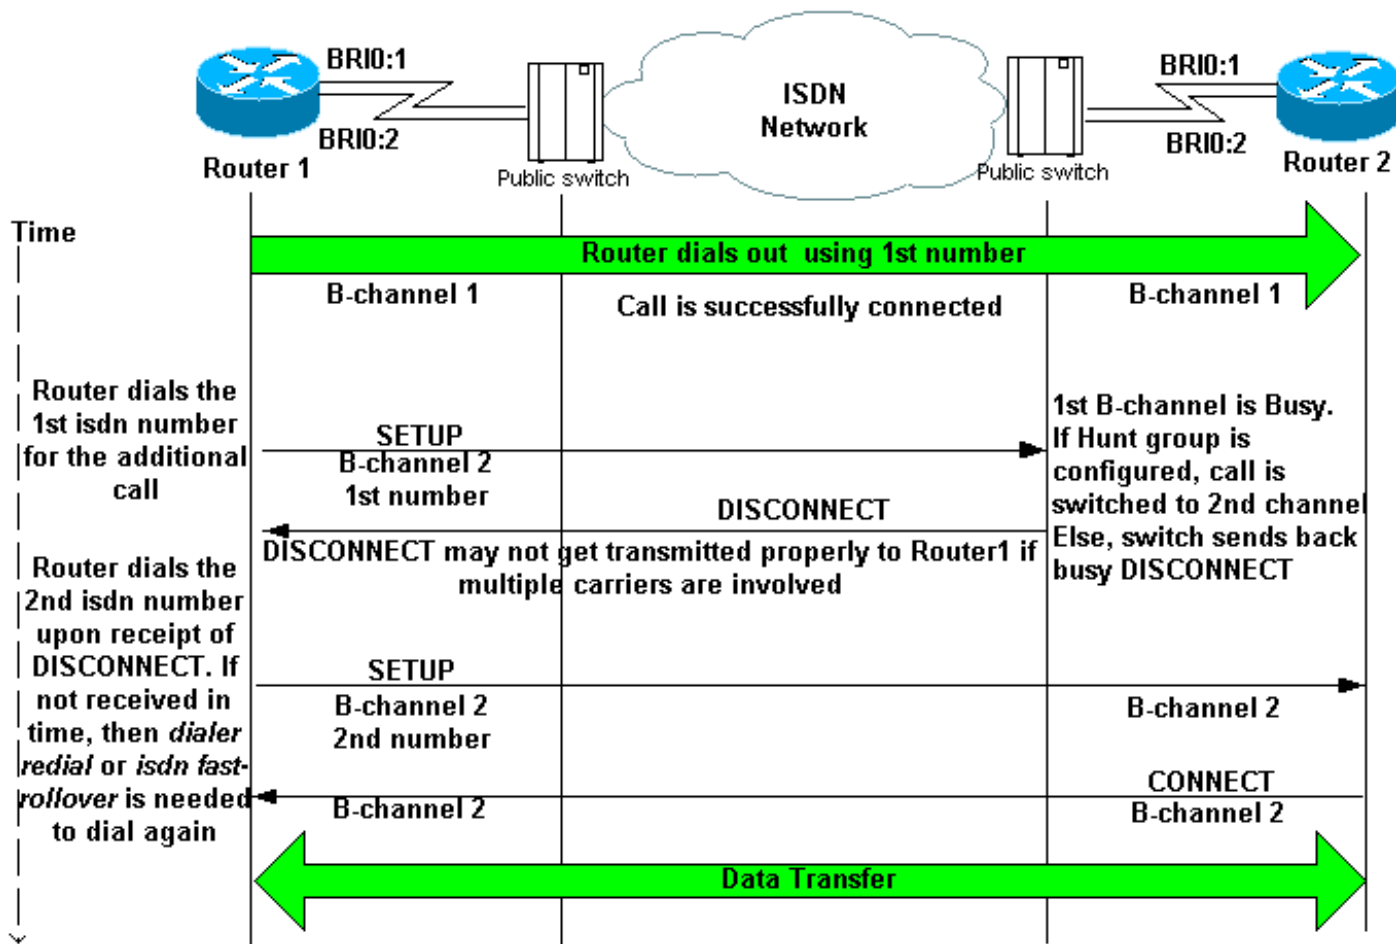 BRI0:1
BRI0:2
Router 1
Public switch
ISDN
Network
Public switch
BRI0:1
BRI0:2
Router 2
Time
Router dials out using 1st number
B-channel 1
Call is successfully connected
B-channel 1
Router dials the
1st isdn number
for the additional
call
SETUP
B-channel 2
1st number
1st B-channel is Busy.
If Hunt group is
configured, call is
switched to 2nd channel
Else, switch sends back
busy DISCONNECT
DISCONNECT
DISCONNECT may not get transmitted properly to Router1 if
multiple carriers are involved
Router dials the
2nd isdn number
upon receipt of
DISCONNECT. If
not received in
time, then dialer
redial or isdn fast-
rollover is needed
to dial again
SETUP
B-channel 2
2nd number
B-channel 2
CONNECT
B-channel 2
B-channel 2
Data Transfer